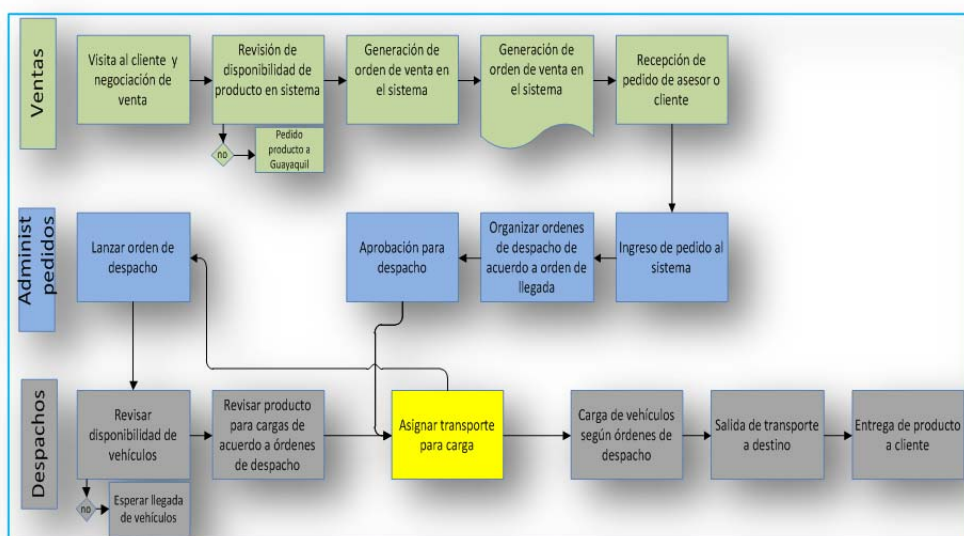 Ventas
Visita al cliente y
negociación de
venta
Revisión de
disponibilidad de
producto en sistema
Generación de
orden de venta en
el sistema
Generación de
orden de venta en
el sistema
Recepción de
pedido de asesor o
cliente
no
Pedido
producto a
Guayaquil
Administ
pedidos
Lanzar orden de
despacho
Aprobación para
despacho
Organizar ordenes
de despacho de
acuerdo a orden de
llegada
Ingreso de pedido al
sistema
Despachos
Revisar
disponibilidad de
vehículos
Revisar producto
para cargas de
acuerdo a órdenes
de despacho
Asignar transporte
para carga
Carga de vehículos
según órdenes de
despacho
Salida de transporte
a destino
Entrega de producto
a cliente
no
Esperar llegada
de vehículos